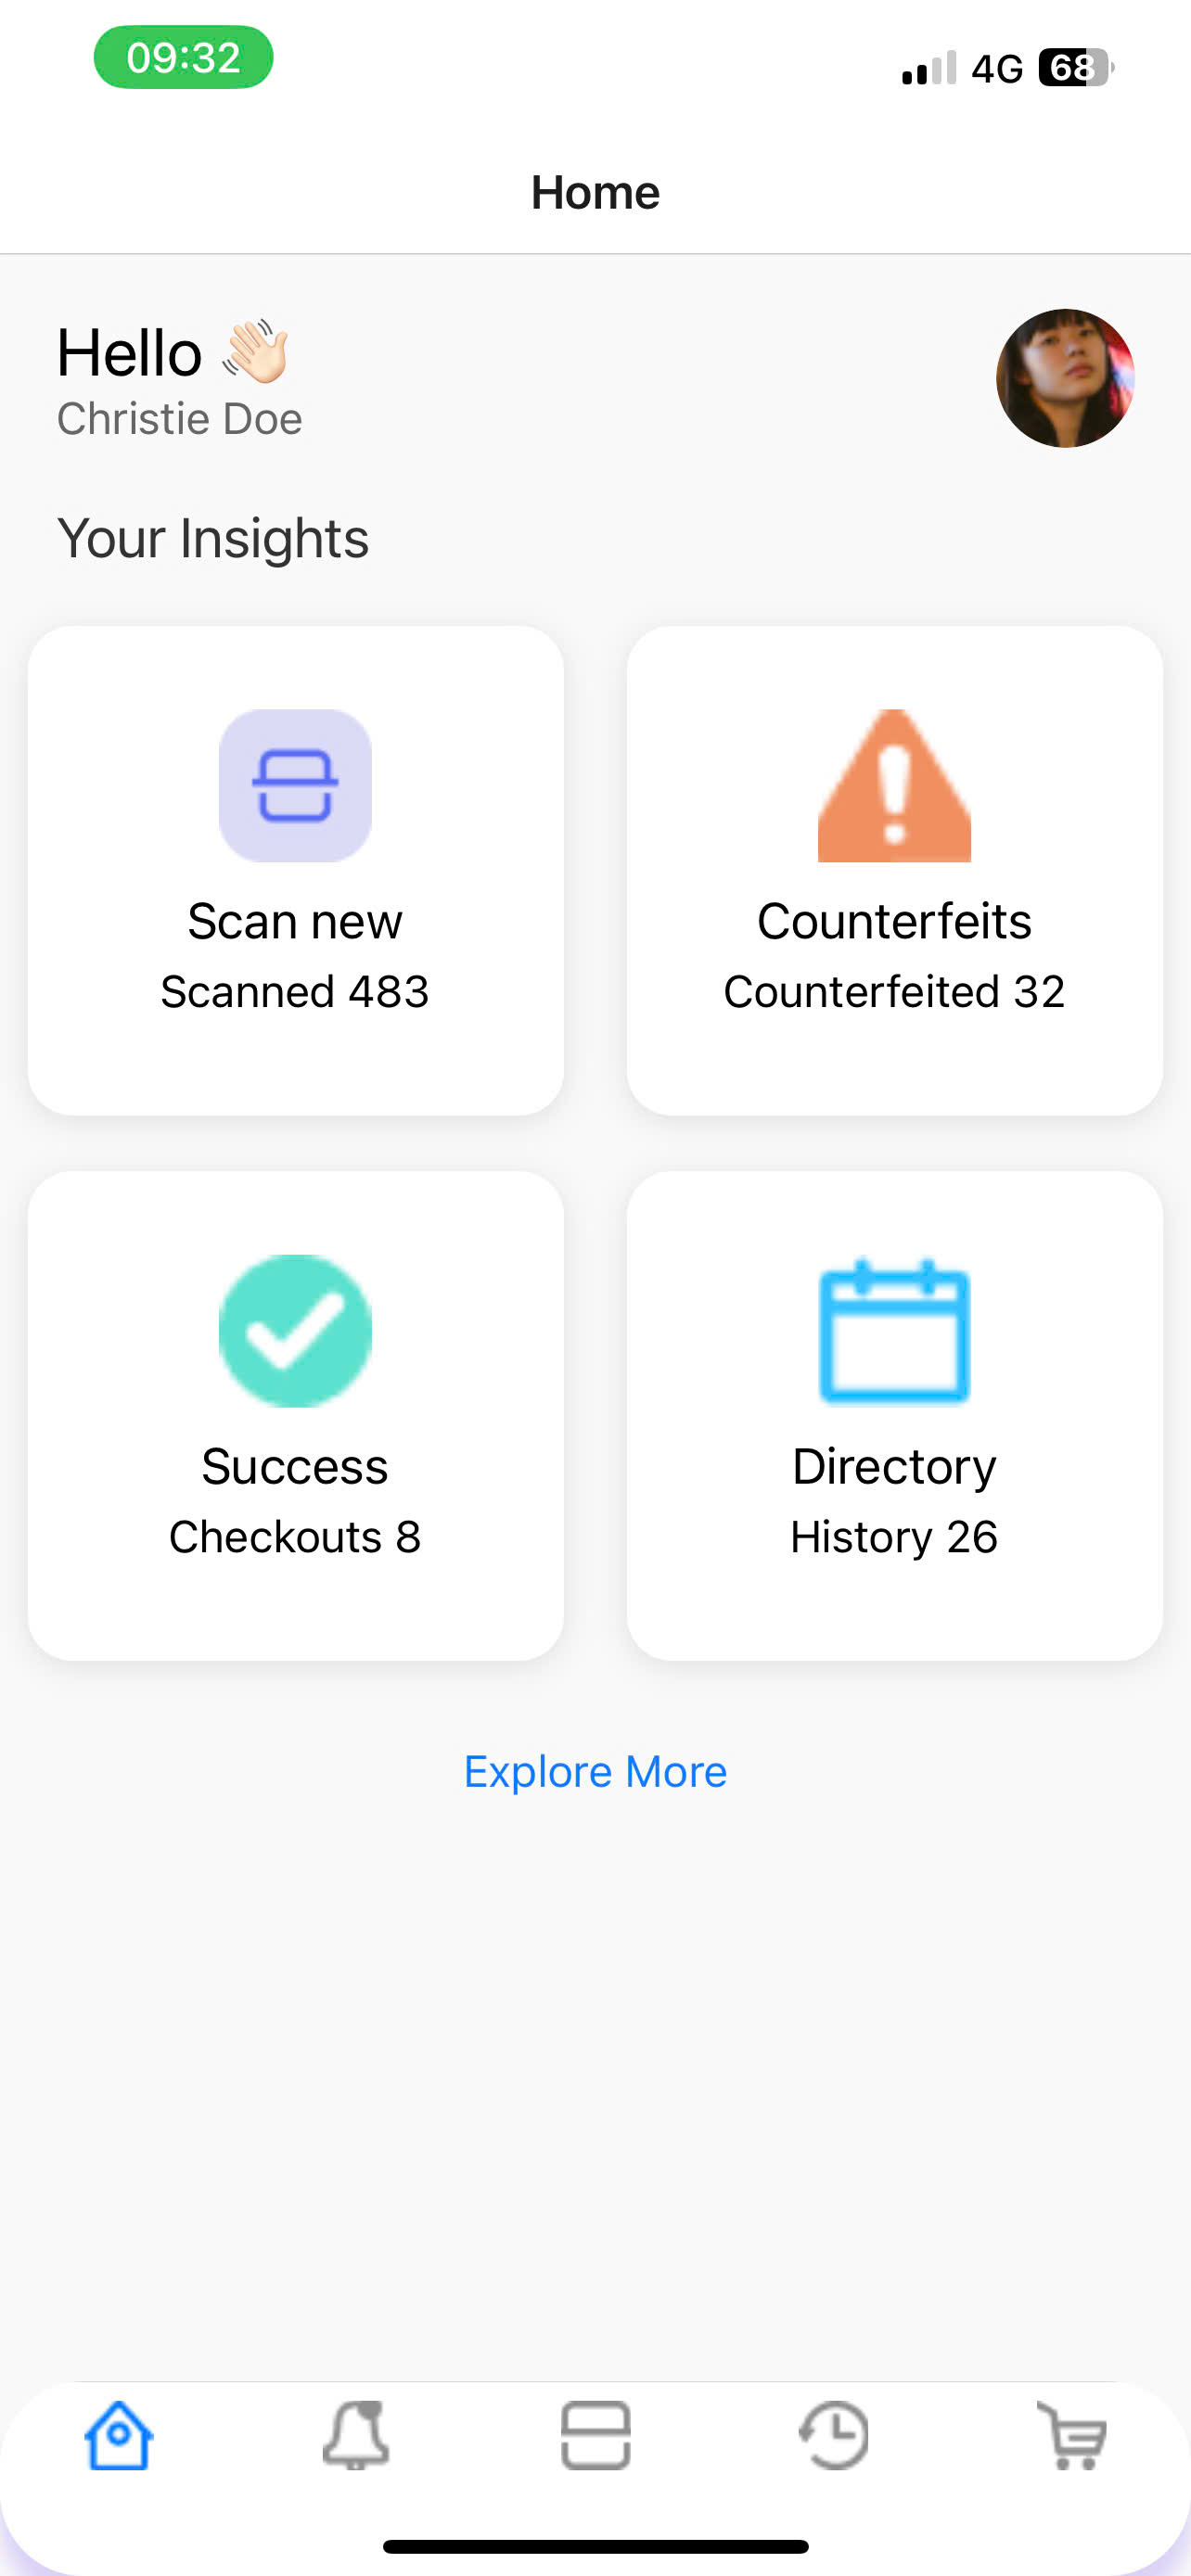 09:32
4G 68
Home
Hello 👋🏻
Christie Doe
Your Insights
Scan new
Scanned 483
Counterfeits
Counterfeited 32
Success
Checkouts 8
Directory
History 26
Explore More